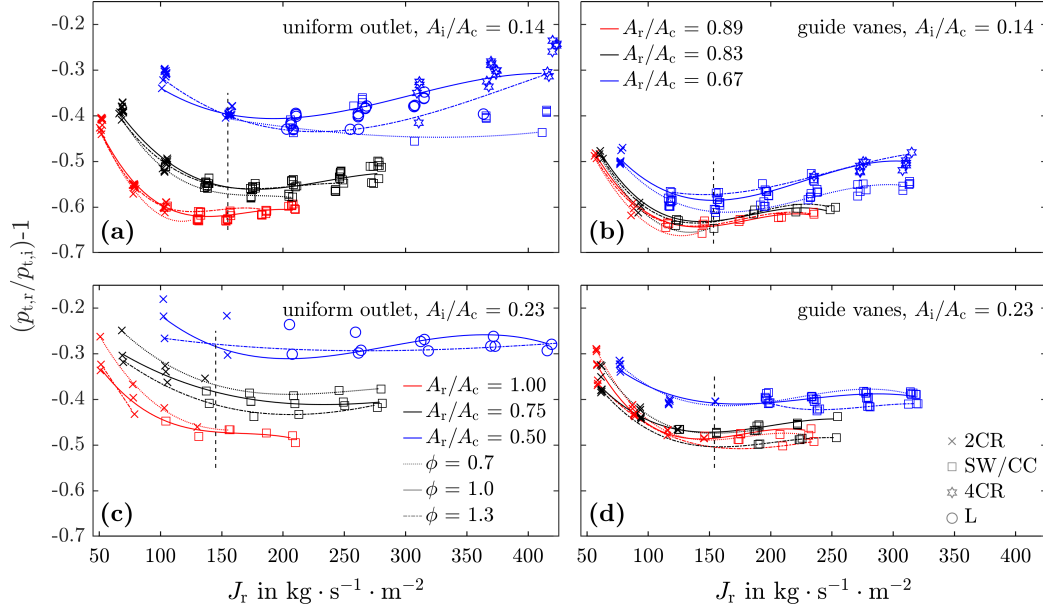 uniform outlet, A_i/A_c = 0.14
-0.1
-0.2
-0.3
-0.4
-0.5
-0.6
-0.7
(a)
guide vanes, A_i/A_c = 0.14
A_r/A_c = 0.89
A_r/A_c = 0.83
A_r/A_c = 0.67
(b)
(p_t,r/p_t,i)-1
uniform outlet, A_i/A_c = 0.23
-0.2
-0.3
-0.4
-0.5
-0.6
-0.7
A_r/A_c = 1.00
A_r/A_c = 0.75
A_r/A_c = 0.50
ϕ = 0.7
ϕ = 1.0
ϕ = 1.3
(c)
50 100 150 200 250 300 350 400
J_r in kg · s⁻¹ · m⁻²
guide vanes, A_i/A_c = 0.23
2CR
SW/CC
4CR
L
(d)
50 100 150 200 250 300 350 400
J_r in kg · s⁻¹ · m⁻²